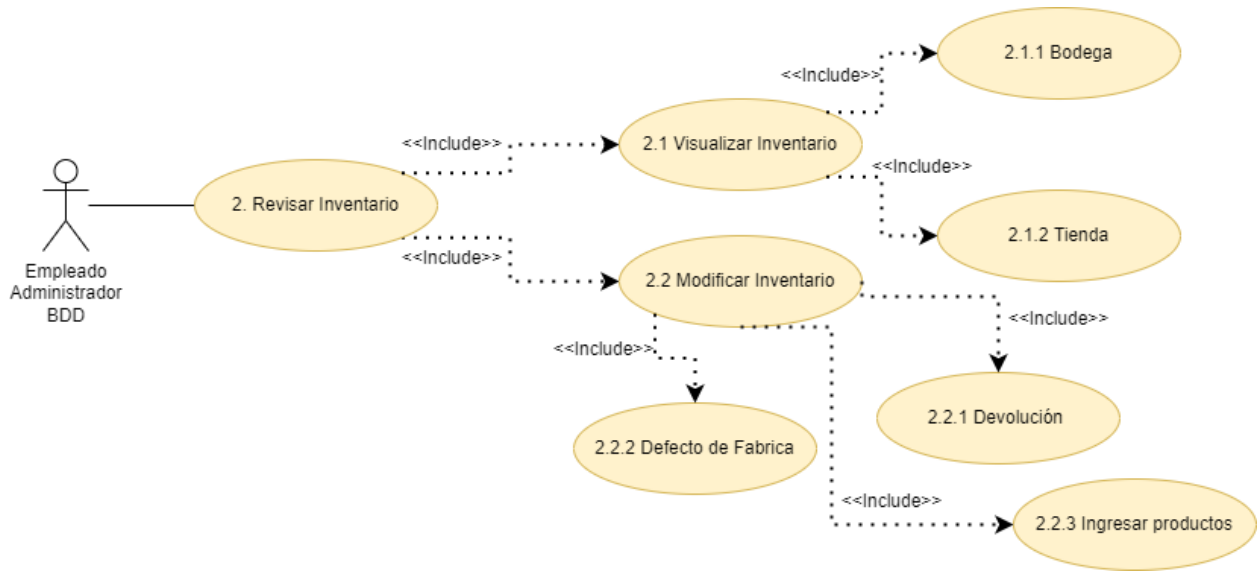 2.1.1 Bodega
<<Include>>
<<Include>>
2.1 Visualizar Inventario
<<Include>>
2. Revisar Inventario
2.1.2 Tienda
<<Include>>
Empleado
Administrador
BDD
2.2 Modificar Inventario
<<Include>>
<<Include>>
2.2.1 Devolución
2.2.2 Defecto de Fabrica
<<Include>>
2.2.3 Ingresar productos